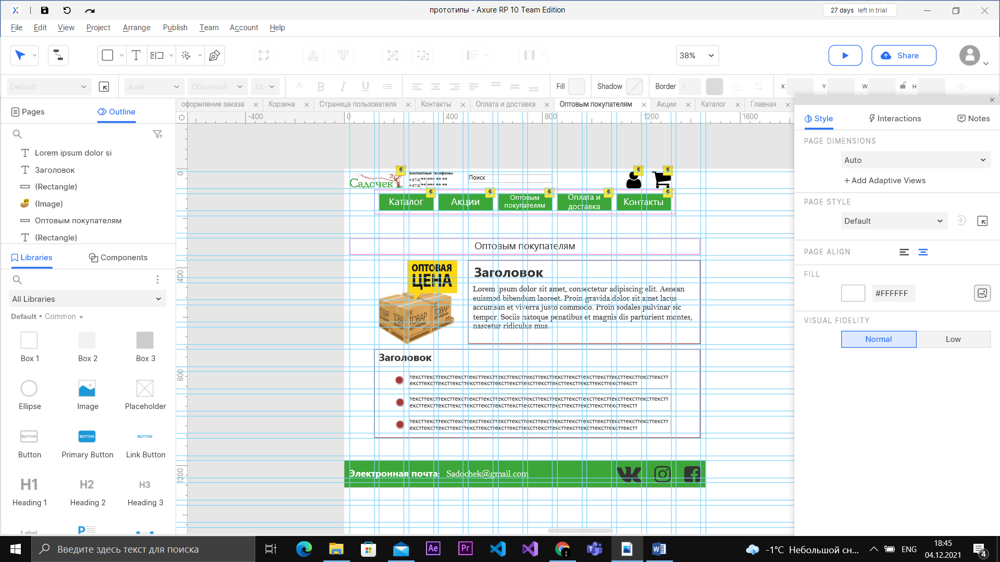 прототипы - Axure RP 10 Team Edition
27 days left in trial
File Edit View Project Arrange Publish Team Account Help
38%
Share
Default
Arial
Обычный
13
Fill
Shadow
Border
1
X
Y
W
H
Pages
Outline
оформление заказа
Корзина
Страница пользователя
Контакты
Оплата и доставка
Оптовым покупателям
Акции
Каталог
Главная
-400
0
400
800
1200
1600
Lorem ipsum dolor si
Заголовок
(Rectangle)
(Image)
Оптовым покупателям
(Rectangle)
Libraries
Components
All Libraries
Default • Common
Box 1
Box 2
Box 3
Ellipse
Image
Placeholder
BUTTON
BUTTON
BUTTON
Button
Primary Button
Link Button
H1
H2
H3
Heading 1
Heading 2
Heading 3
Label
0
400
800
1200
Садочек
Контактные телефоны:
+375(**)*** ** **
+375(**)*** ** **
Поиск
Каталог
Акции
Оптовым
покупателям
Оплата и
доставка
Контакты
Оптовым покупателям
ОПТОВАЯ
ЦЕНА
ТОВАР
ТОВАР
ТОВАР
ТОВАР
Заголовок
Lorem ipsum dolor sit amet, consectetur adipiscing elit. Aenean
euismod bibendum laoreet. Proin gravida dolor sit amet lacus
accumsan et viverra justo commodo. Proin sodales pulvinar sic
tempor. Sociis natoque penatibus et magnis dis parturient montes,
nascetur ridiculus mus.
Заголовок
Электронная почта: Sadochek@gmail.com
Style
Interactions
Notes
PAGE DIMENSIONS
Auto
+ Add Adaptive Views
PAGE STYLE
Default
PAGE ALIGN
FILL
#FFFFFF
VISUAL FIDELITY
Normal
Low
Введите здесь текст для поиска
Ae
Pr
-1°C Небольшой сн...
ENG
18:45
04.12.2021
4